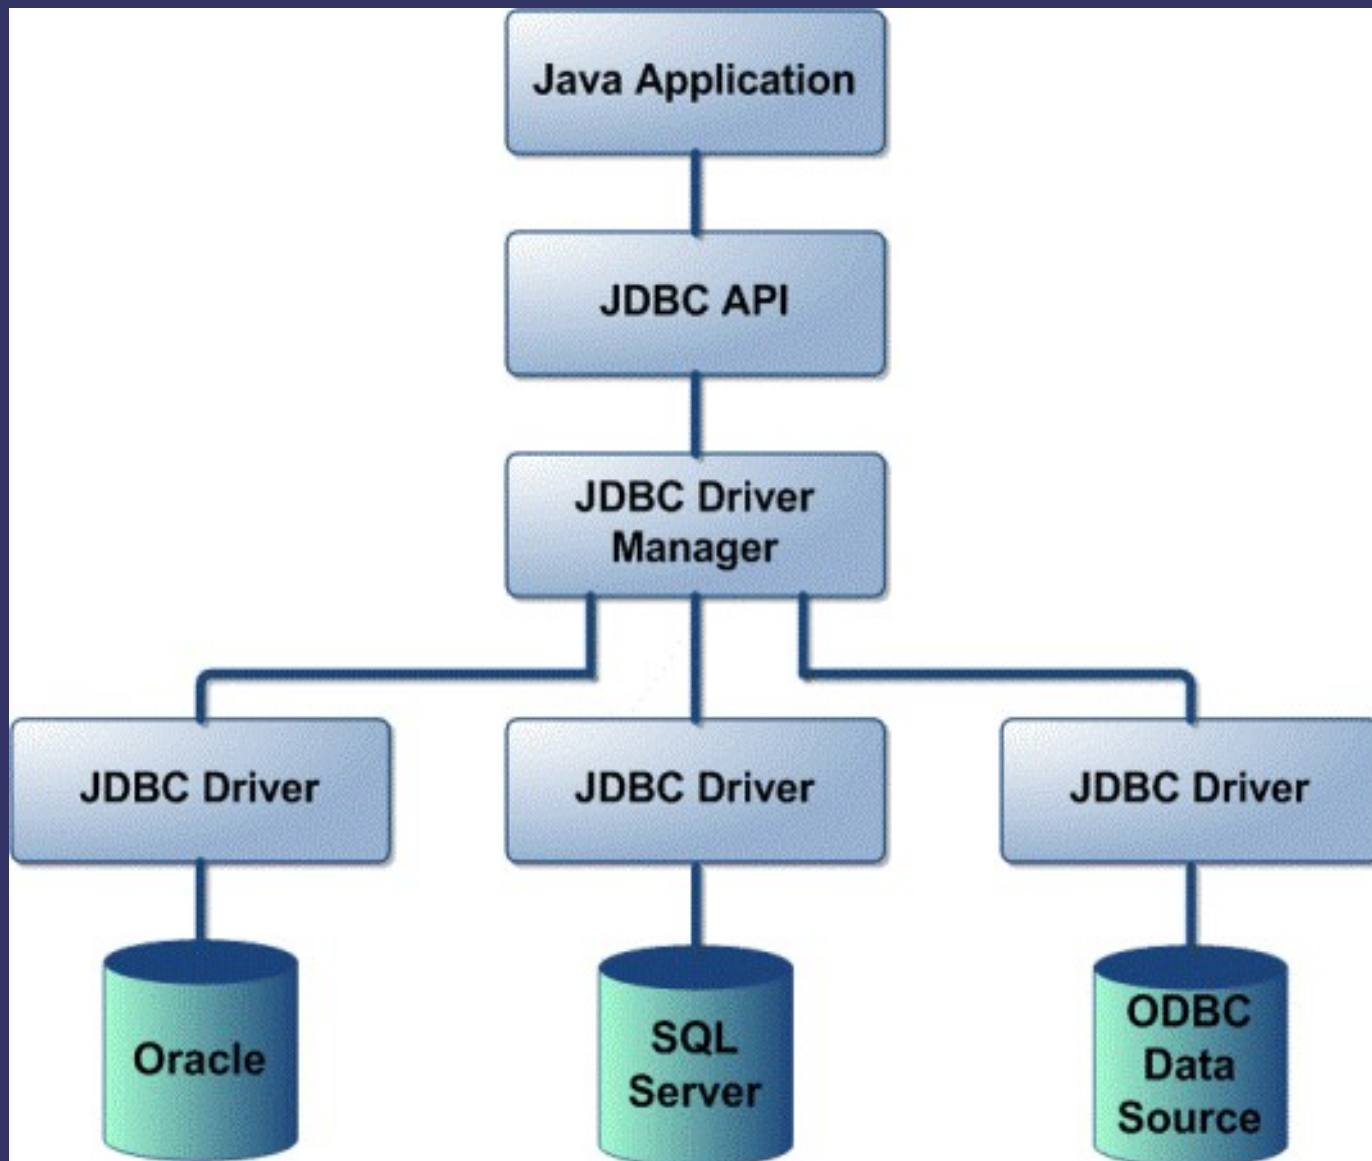 Java Application
JDBC API
JDBC Driver
Manager
JDBC Driver
JDBC Driver
JDBC Driver
Oracle
SQL
Server
ODBC
Data
Source